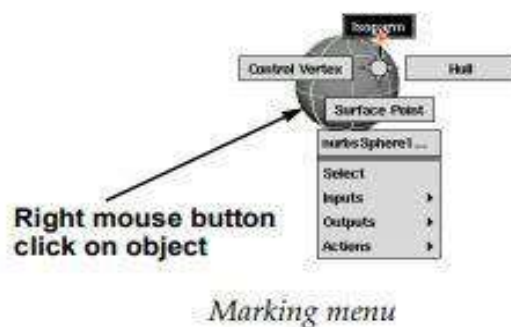 Isoparm
Control Vertex
Hull
Surface Point
nurbsSphere1...
Select
Inputs
Outputs
Actions
Right mouse button
click on object
Marking menu